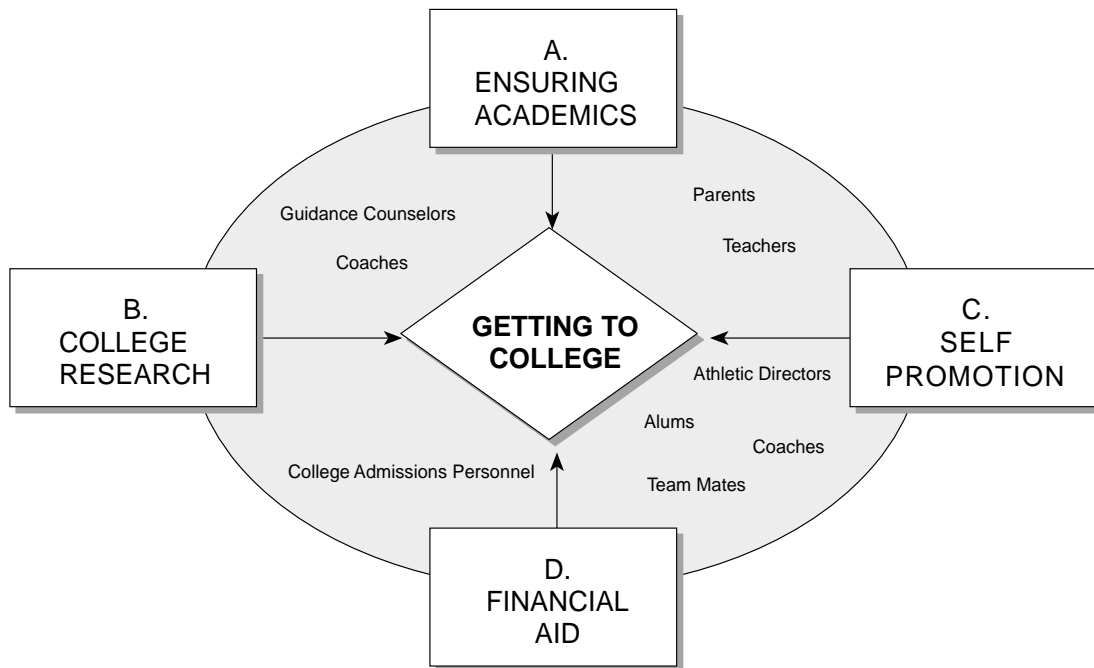 A.
ENSURING
ACADEMICS
Parents
Guidance Counselors
Teachers
Coaches
B.
COLLEGE
RESEARCH
GETTING TO
COLLEGE
C.
SELF
PROMOTION
Athletic Directors
Alums
Coaches
College Admissions Personnel
Team Mates
D.
FINANCIAL
AID